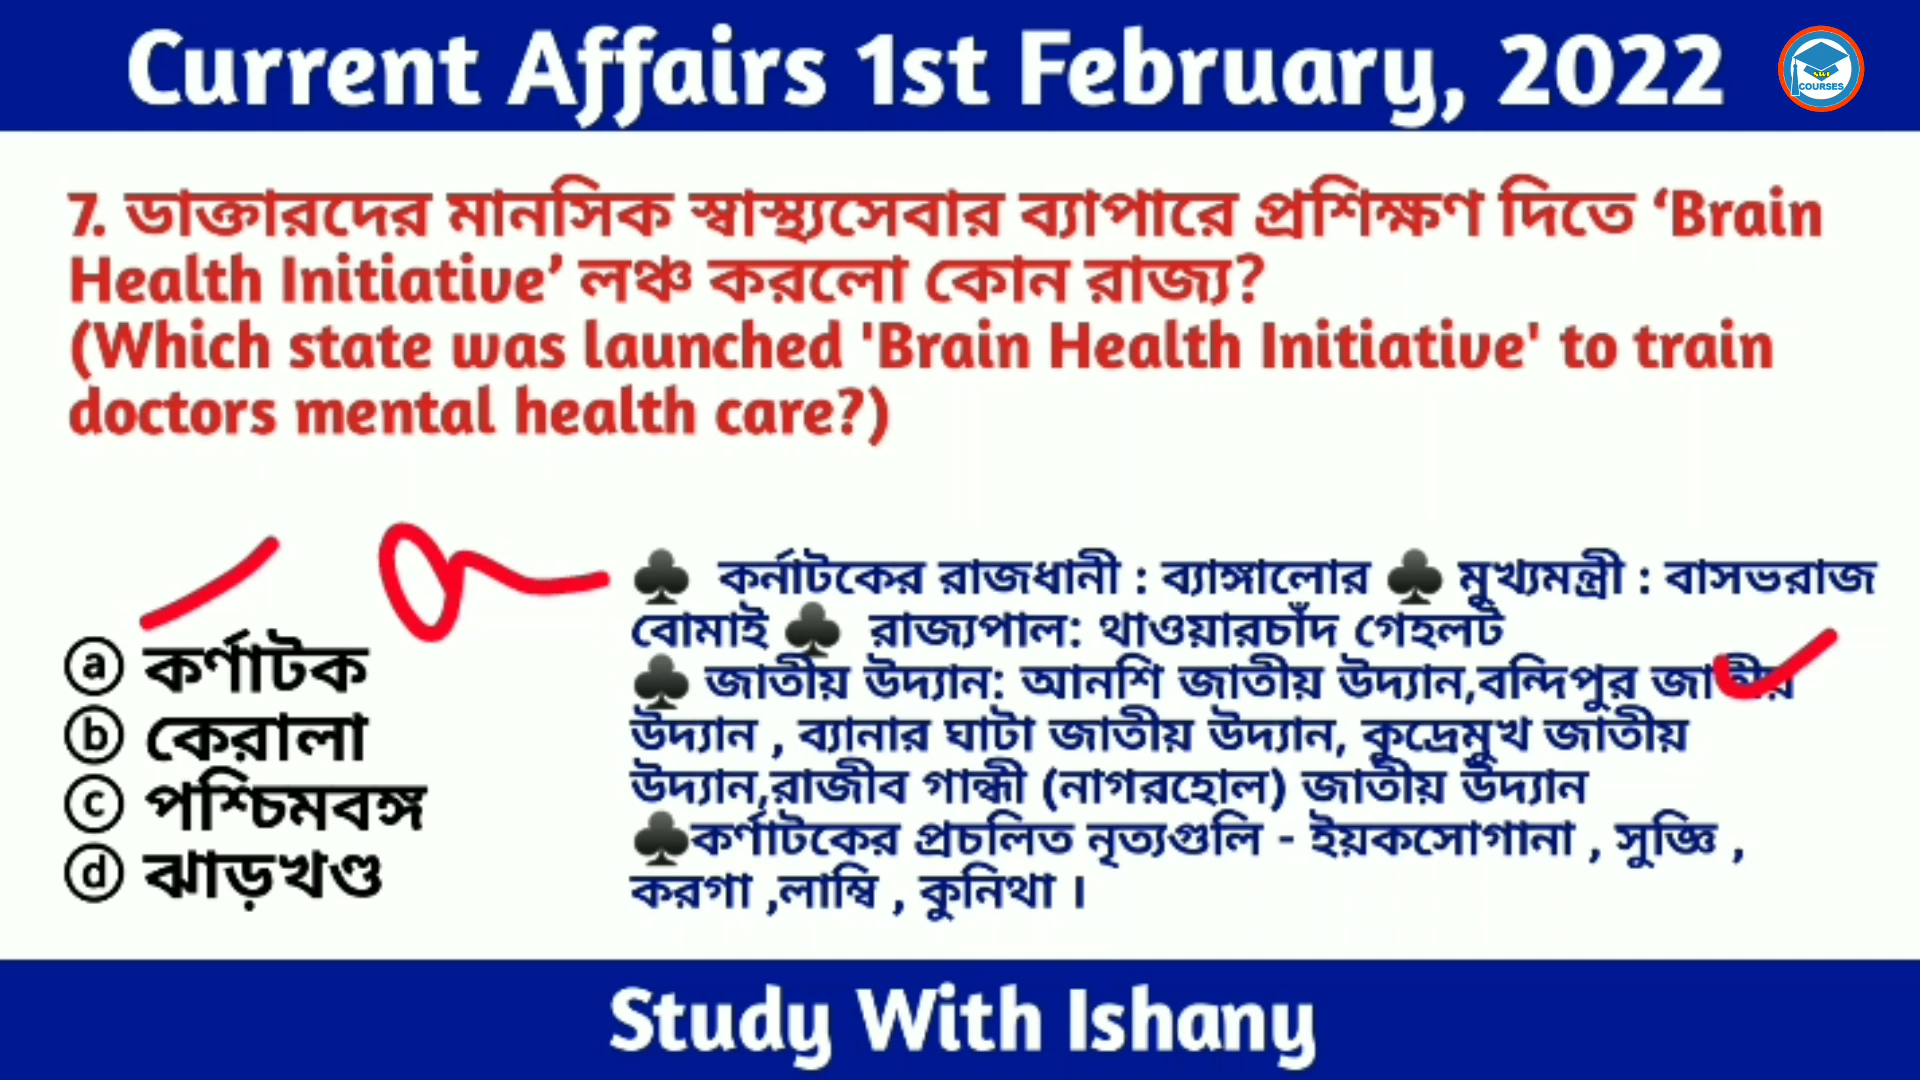 Current Affairs 1st February, 2022
SWI
COURSES
7. ডাক্তারদের মানসিক স্বাস্থ্যসেবার ব্যাপারে প্রশিক্ষণ দিতে ‘Brain
Health Initiative’ লঞ্চ করলো কোন রাজ্য?
(Which state was launched 'Brain Health Initiative' to train
doctors mental health care?)
ⓐ কর্ণাটক
ⓑ কেরালা
ⓒ পশ্চিমবঙ্গ
ⓓ ঝাড়খণ্ড
♣ কর্নাটকের রাজধানী : ব্যাঙ্গালোর ♣ মুখ্যমন্ত্রী : বাসভরাজ
বোমাই ♣ রাজ্যপাল: থাওয়ারচাঁদ গেহলট
♣ জাতীয় উদ্যান: আনশি জাতীয় উদ্যান,বন্দিপুর জাতীয়
উদ্যান , ব্যানার ঘাটা জাতীয় উদ্যান, কুদ্রেমুখ জাতীয়
উদ্যান,রাজীব গান্ধী (নাগরহোল) জাতীয় উদ্যান
♣কর্ণাটকের প্রচলিত নৃত্যগুলি - ইয়কসোগানা , সুজ্ঞি ,
করগা ,লাম্বি , কুনিথা ।
Study With Ishany